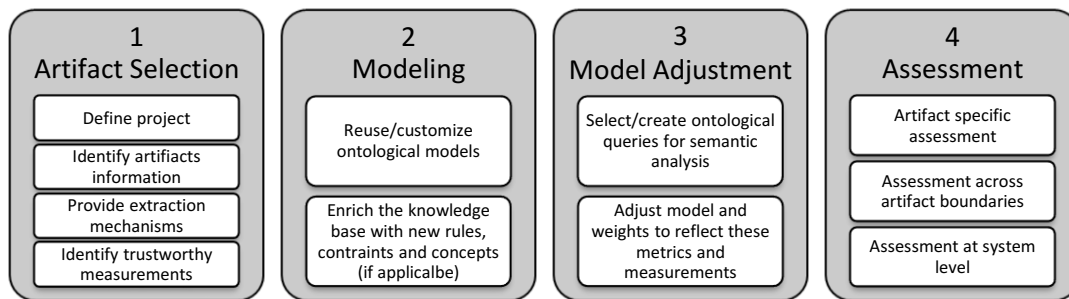 1
Artifact Selection
Define project
Identify artifiacts
information
Provide extraction
mechanisms
Identify trustworthy
measurements
2
Modeling
Reuse/customize
ontological models
Enrich the knowledge
base with new rules,
contraints and concepts
(if applicalbe)
3
Model Adjustment
Select/create ontological
queries for semantic
analysis
Adjust model and
weights to reflect these
metrics and
measurements
4
Assessment
Artifact specific
assessment
Assessment across
artifact boundaries
Assessment at system
level